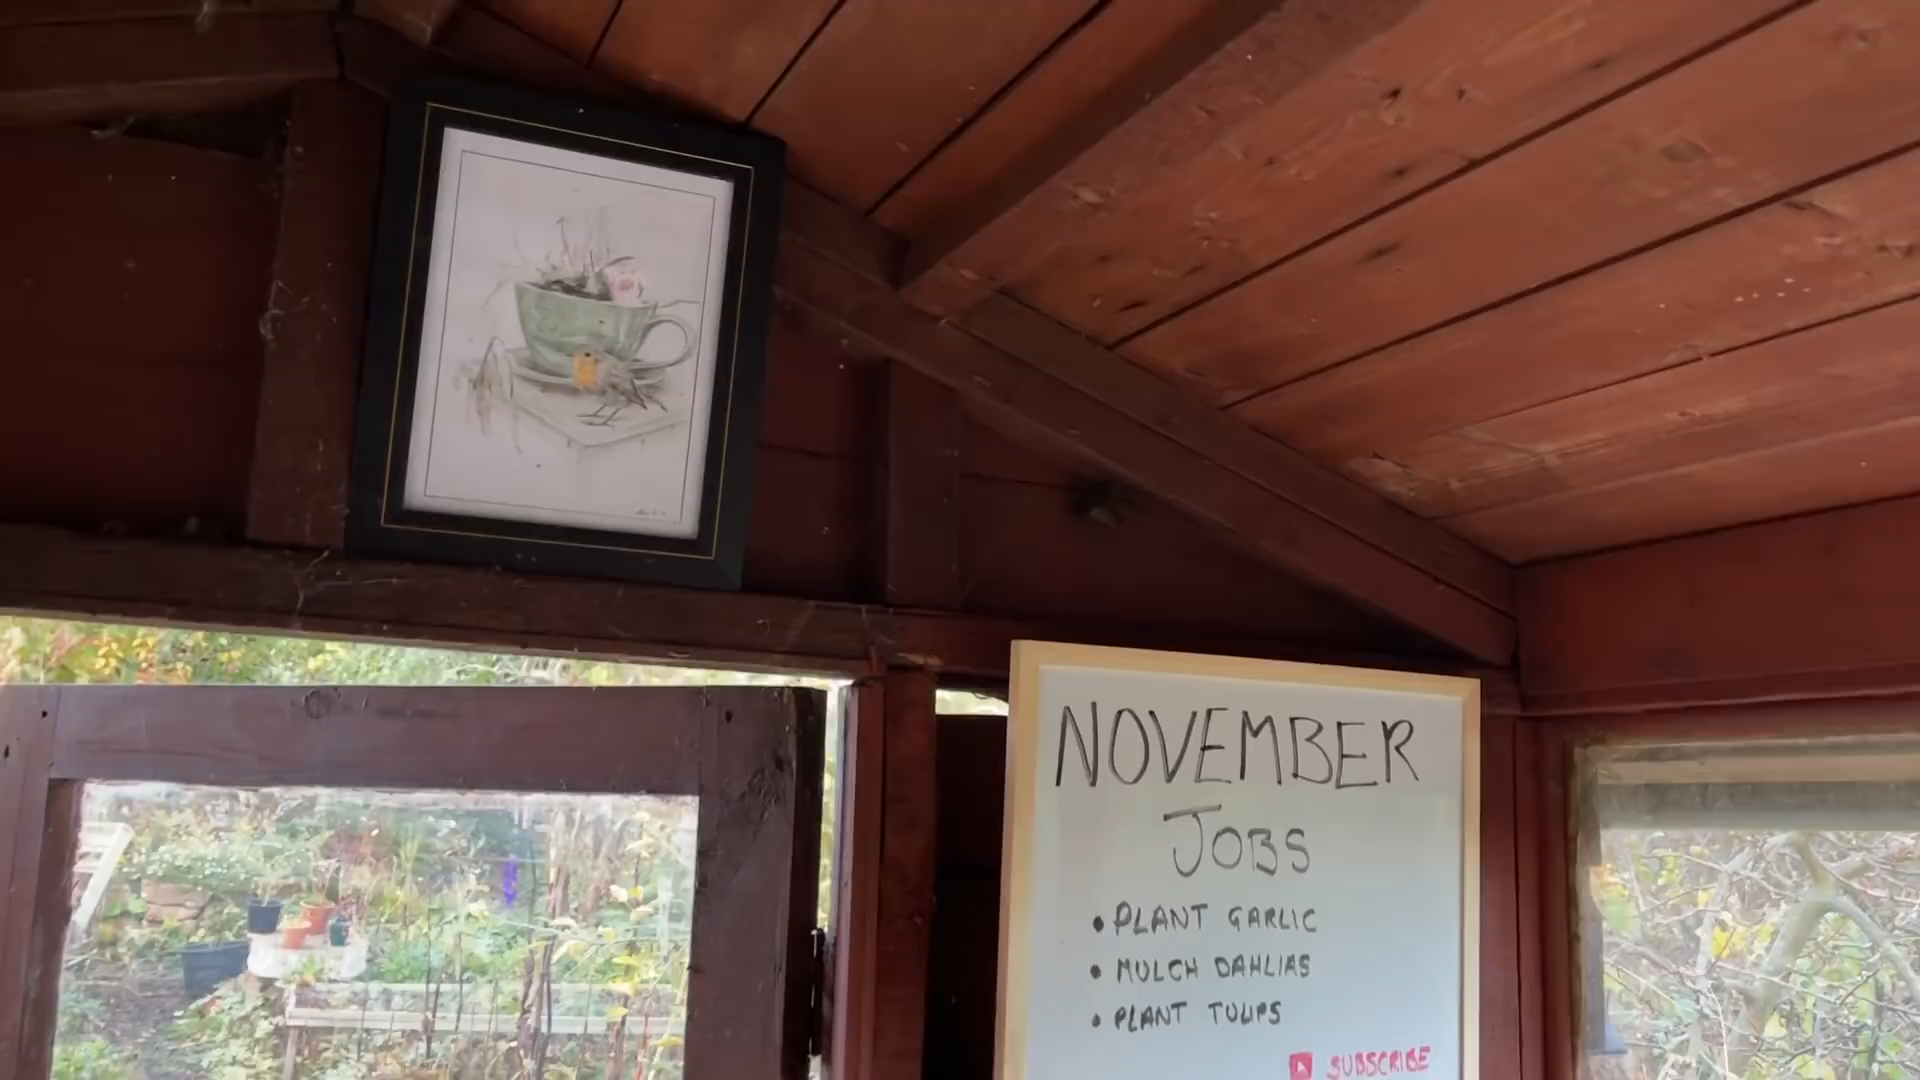 NOVEMBER
JOBS
• PLANT GARLIC
• MULCH DAHLIAS
• PLANT TULIPS
SUBSCRIBE